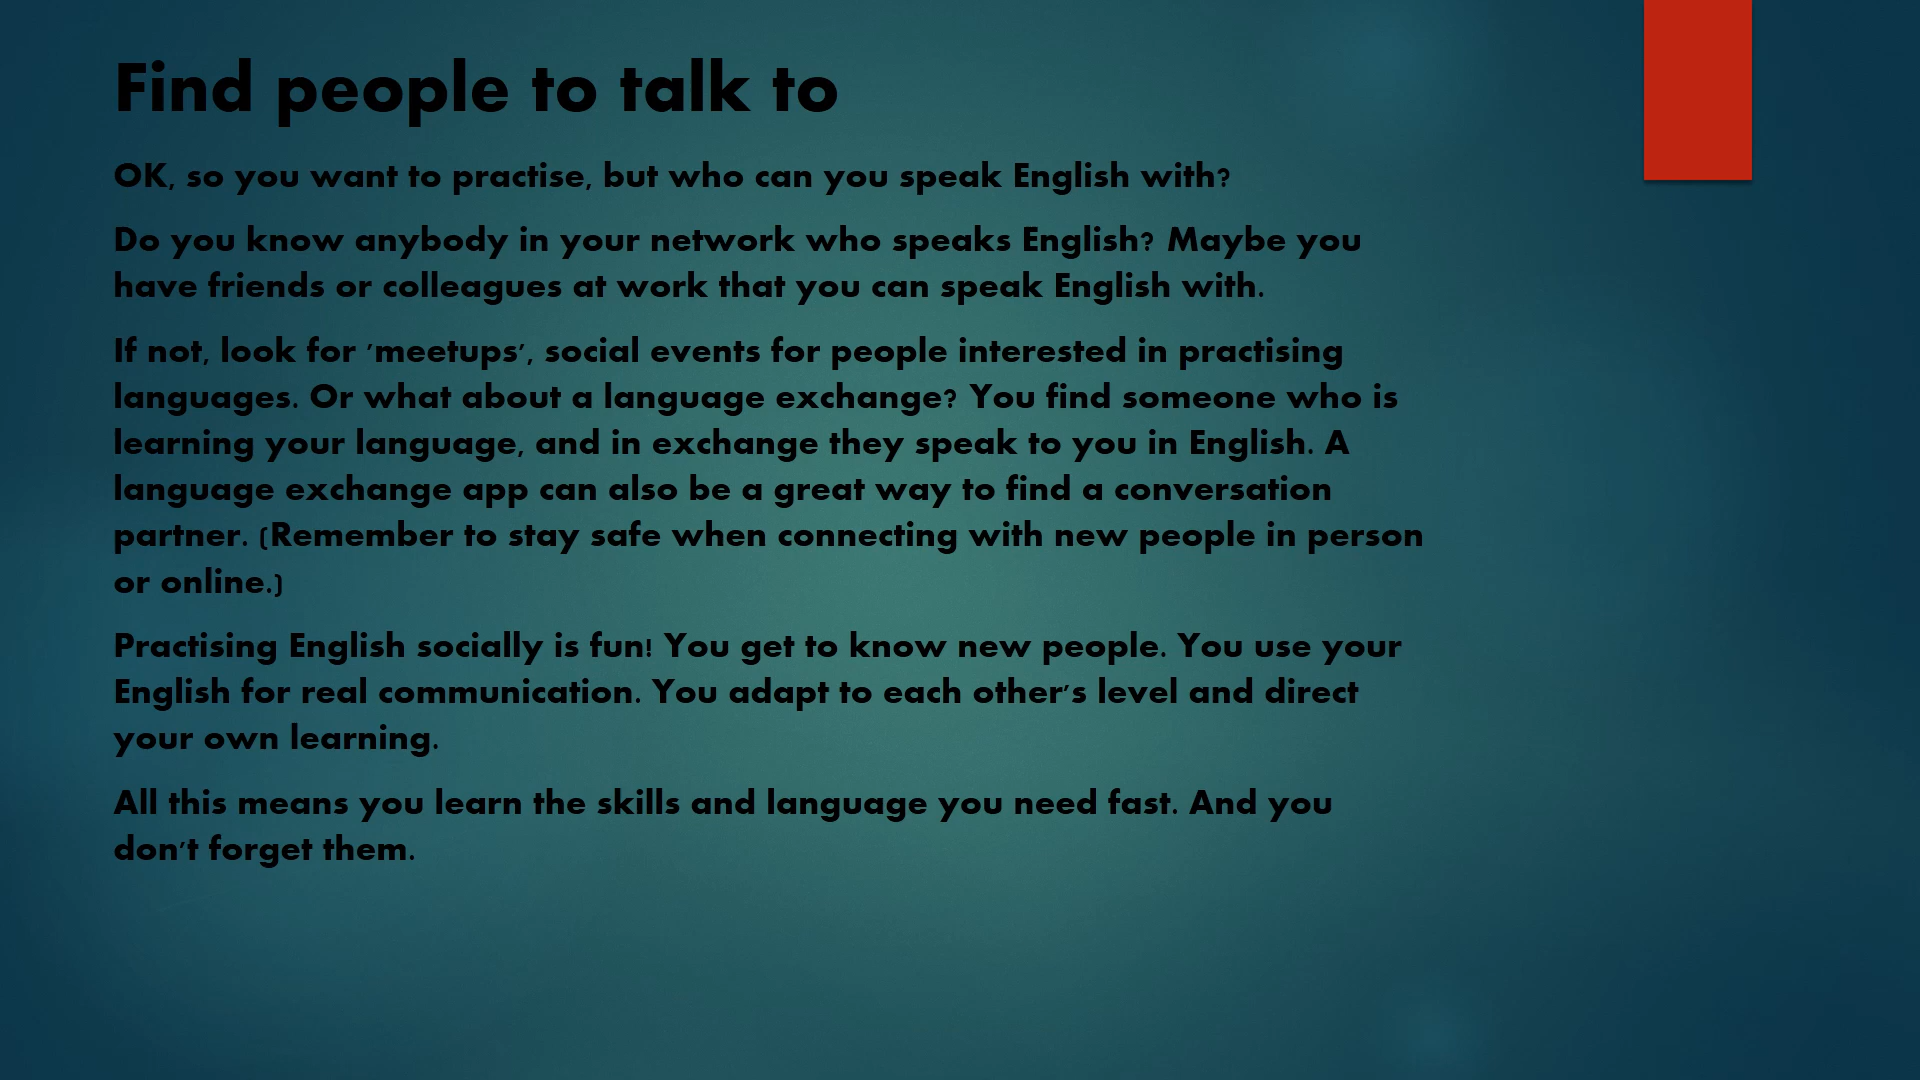 Find people to talk to
OK, so you want to practise, but who can you speak English with?
Do you know anybody in your network who speaks English? Maybe you
have friends or colleagues at work that you can speak English with.
If not, look for 'meetups', social events for people interested in practising
languages. Or what about a language exchange? You find someone who is
learning your language, and in exchange they speak to you in English. A
language exchange app can also be a great way to find a conversation
partner. (Remember to stay safe when connecting with new people in person
or online.)
Practising English socially is fun! You get to know new people. You use your
English for real communication. You adapt to each other's level and direct
your own learning.
All this means you learn the skills and language you need fast. And you
don't forget them.